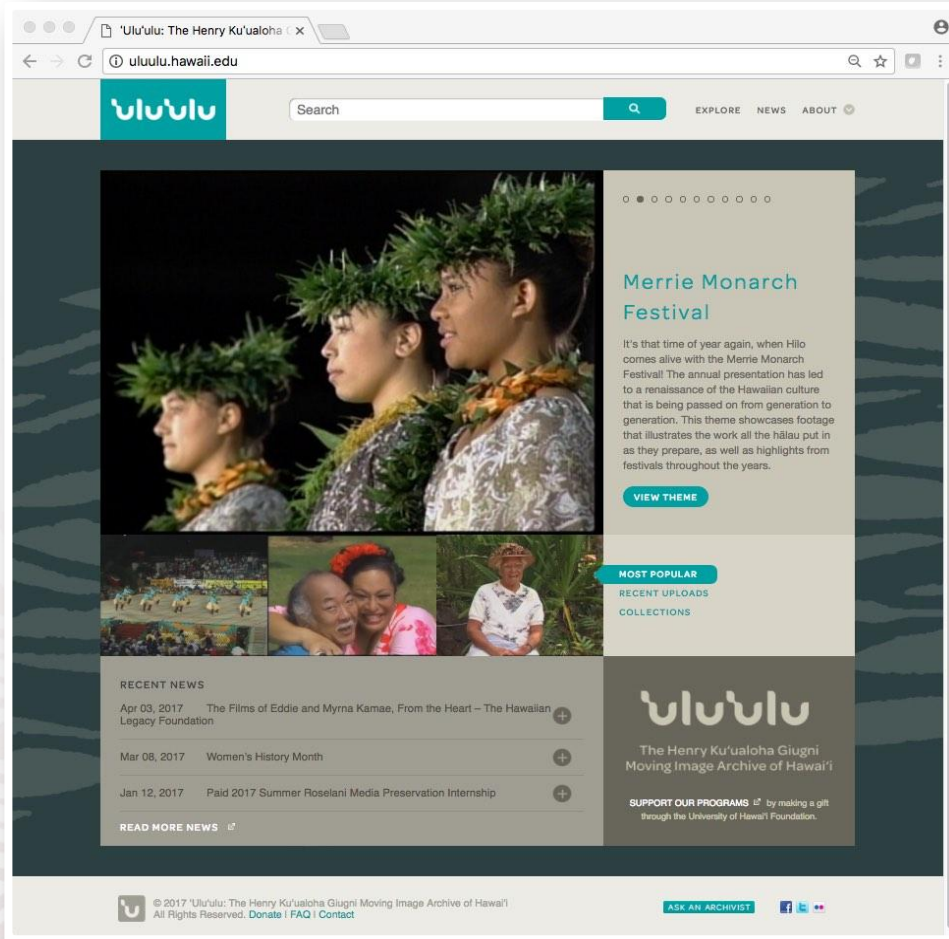 'Ulu'ulu: The Henry Ku'ualoha G
uluulu.hawaii.edu
'ulu'ulu
Search
EXPLORE NEWS ABOUT
Merrie Monarch
Festival
It's that time of year again, when Hilo
comes alive with the Merrie Monarch
Festival! The annual presentation has led
to a renaissance of the Hawaiian culture
that is being passed on from generation to
generation. This theme showcases footage
that illustrates the work all the hālau put in
as they prepare, as well as highlights from
festivals throughout the years.
VIEW THEME
MOST POPULAR
RECENT UPLOADS
COLLECTIONS
RECENT NEWS
Apr 03, 2017 The Films of Eddie and Myrna Kamae, From the Heart – The Hawaiian
Legacy Foundation
Mar 08, 2017 Women's History Month
Jan 12, 2017 Paid 2017 Summer Roselani Media Preservation Internship
READ MORE NEWS
'ulu'ulu
The Henry Ku'ualoha Giugni
Moving Image Archive of Hawai'i
SUPPORT OUR PROGRAMS by making a gift
through the University of Hawai'i Foundation.
© 2017 'Ulu'ulu: The Henry Ku'ualoha Giugni Moving Image Archive of Hawai'i
All Rights Reserved. Donate | FAQ | Contact
ASK AN ARCHIVIST